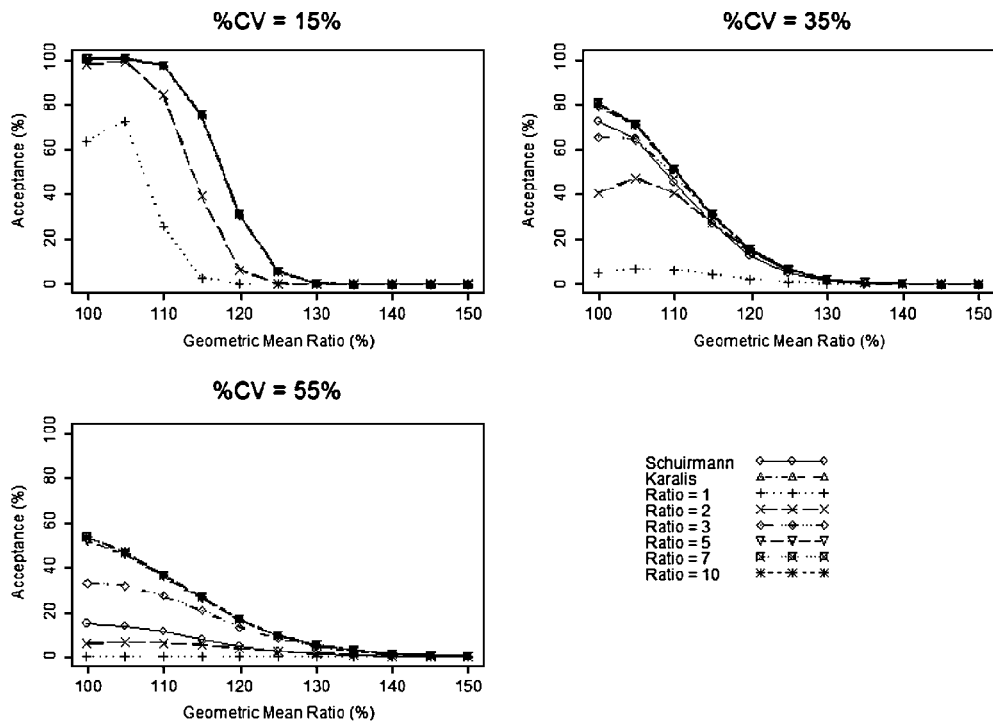 %CV = 15%
Acceptance (%)
0 20 40 60 80 100
100 110 120 130 140 150
Geometric Mean Ratio (%)
%CV = 35%
Acceptance (%)
0 20 40 60 80 100
100 110 120 130 140 150
Geometric Mean Ratio (%)
%CV = 55%
Acceptance (%)
0 20 40 60 80 100
100 110 120 130 140 150
Geometric Mean Ratio (%)
Schuirmann
Karalis
Ratio = 1
Ratio = 2
Ratio = 3
Ratio = 5
Ratio = 7
Ratio = 10